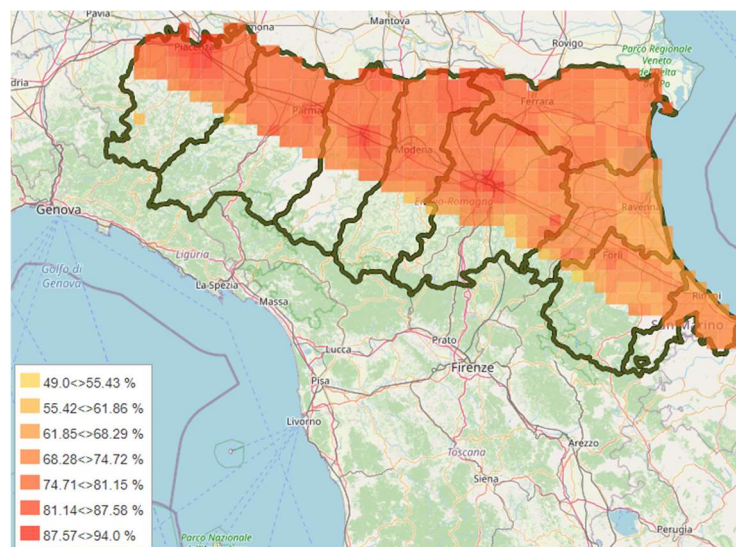 Pavia
Mantova
Rovigo
Parco Regionale
Veneto
Piacenza
Ferrara
Parma
Modena
Emilia-Romagna
Ravenna
Genova
Forlì
Liguria
Rimini
Golfo di
Genova
La Spezia
San Marino
Massa
Lucca
Prato
Firenze
Pisa
Livorno
Arezzo
Toscana
Siena
Perugia
Parco Nazionale
49.0<>55.43 %
55.42<>61.86 %
61.85<>68.29 %
68.28<>74.72 %
74.71<>81.15 %
81.14<>87.58 %
87.57<>94.0 %